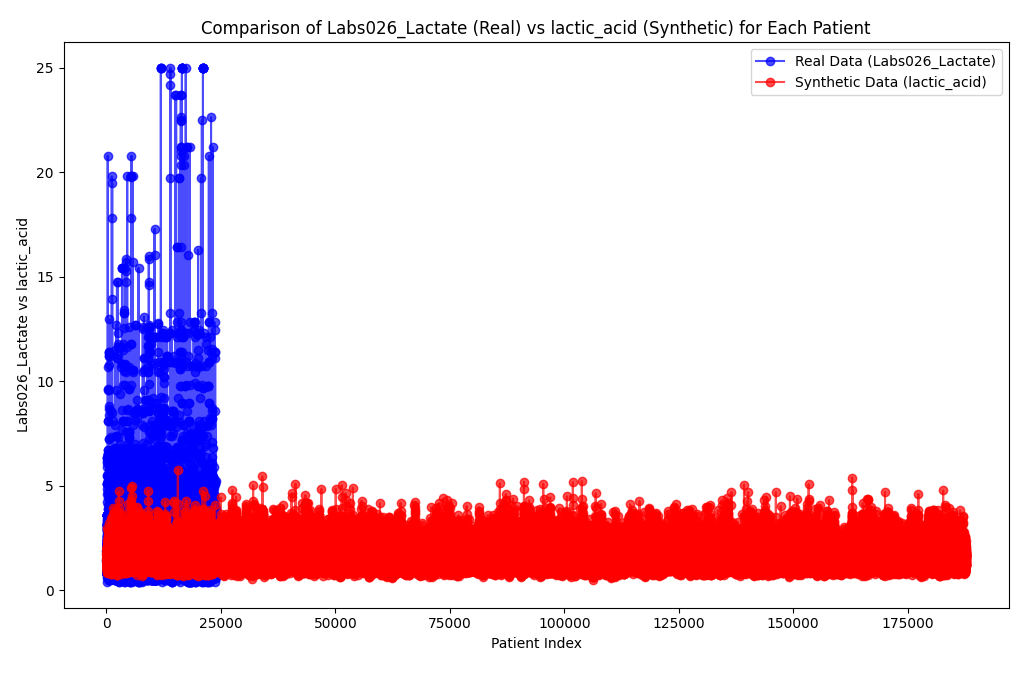 Comparison of Labs026_Lactate (Real) vs lactic_acid (Synthetic) for Each Patient
Real Data (Labs026_Lactate)
Synthetic Data (lactic_acid)
Labs026_Lactate vs lactic_acid
25
20
15
10
5
0
0 25000 50000 75000 100000 125000 150000 175000
Patient Index